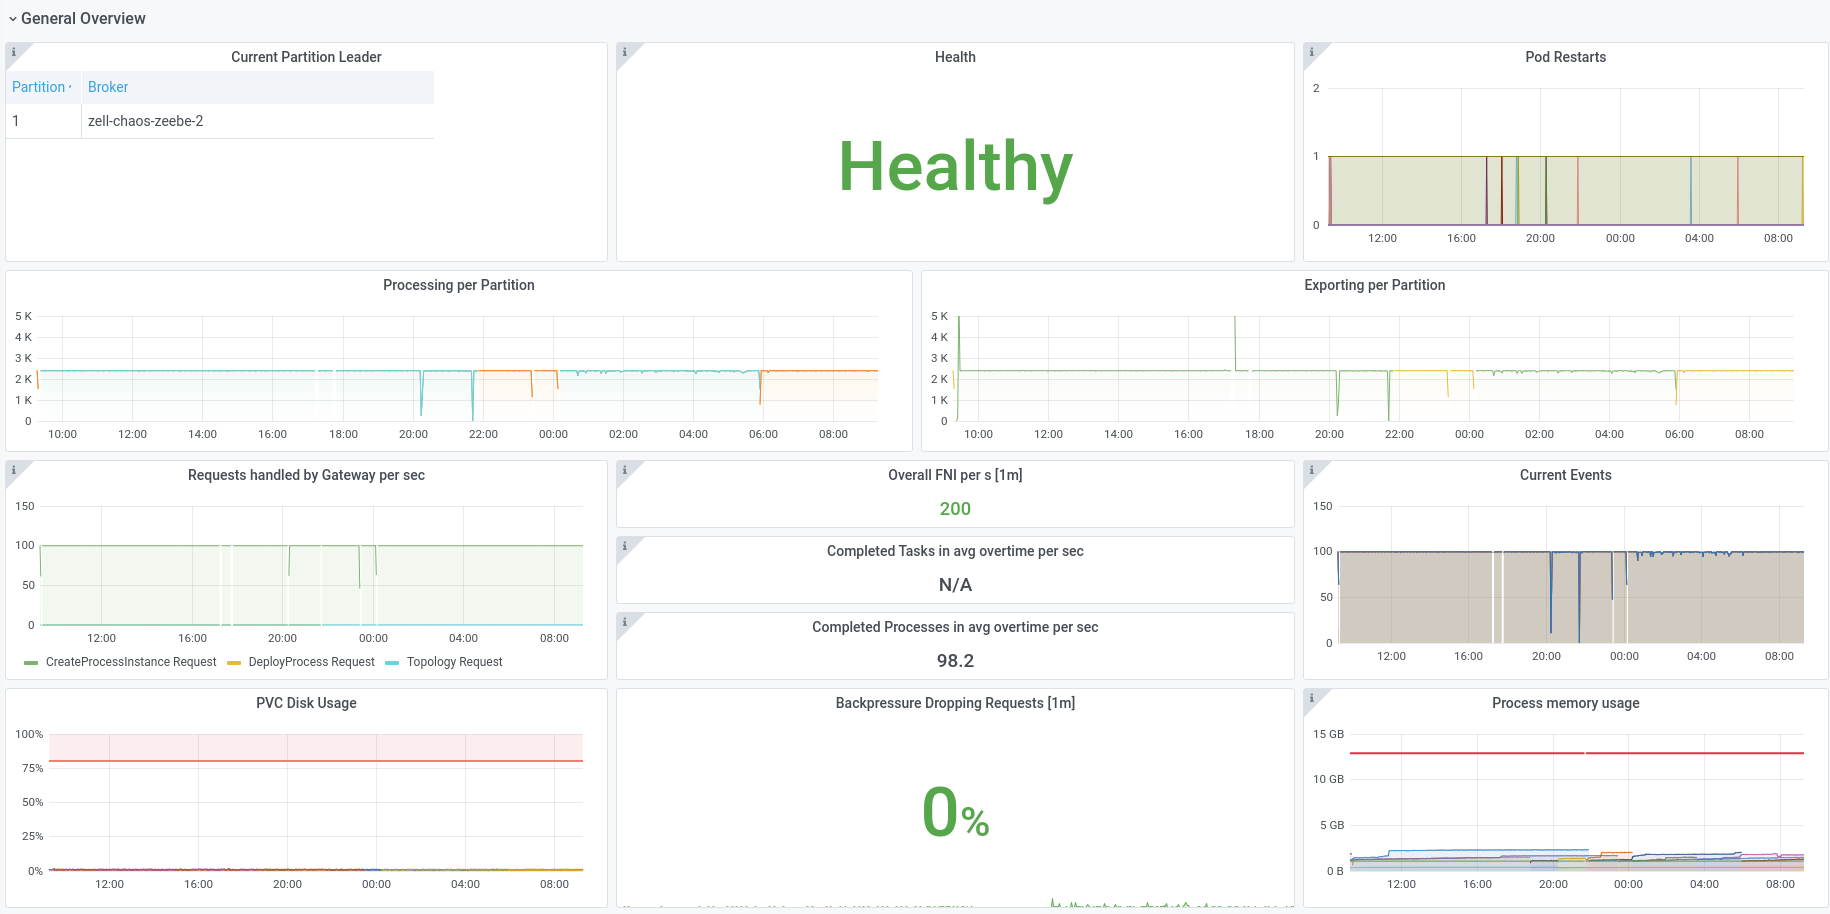 General Overview
Current Partition Leader
Partition
Broker
1
zell-chaos-zeebe-2
Health
Healthy
Pod Restarts
2
1
0
12:00 16:00 20:00 00:00 04:00 08:00
Processing per Partition
5 K
4 K
3 K
2 K
1 K
0
10:00 12:00 14:00 16:00 18:00 20:00 22:00 00:00 02:00 04:00 06:00 08:00
Exporting per Partition
5 K
4 K
3 K
2 K
1 K
0
10:00 12:00 14:00 16:00 18:00 20:00 22:00 00:00 02:00 04:00 06:00 08:00
Requests handled by Gateway per sec
150
100
50
0
12:00 16:00 20:00 00:00 04:00 08:00
CreateProcessInstance Request DeployProcess Request Topology Request
Overall FNI per s [1m]
200
Completed Tasks in avg overtime per sec
N/A
Completed Processes in avg overtime per sec
98.2
Current Events
150
100
50
0
12:00 16:00 20:00 00:00 04:00 08:00
PVC Disk Usage
100%
75%
50%
25%
0%
12:00 16:00 20:00 00:00 04:00 08:00
Backpressure Dropping Requests [1m]
0%
Process memory usage
15 GB
10 GB
5 GB
0 B
12:00 16:00 20:00 00:00 04:00 08:00